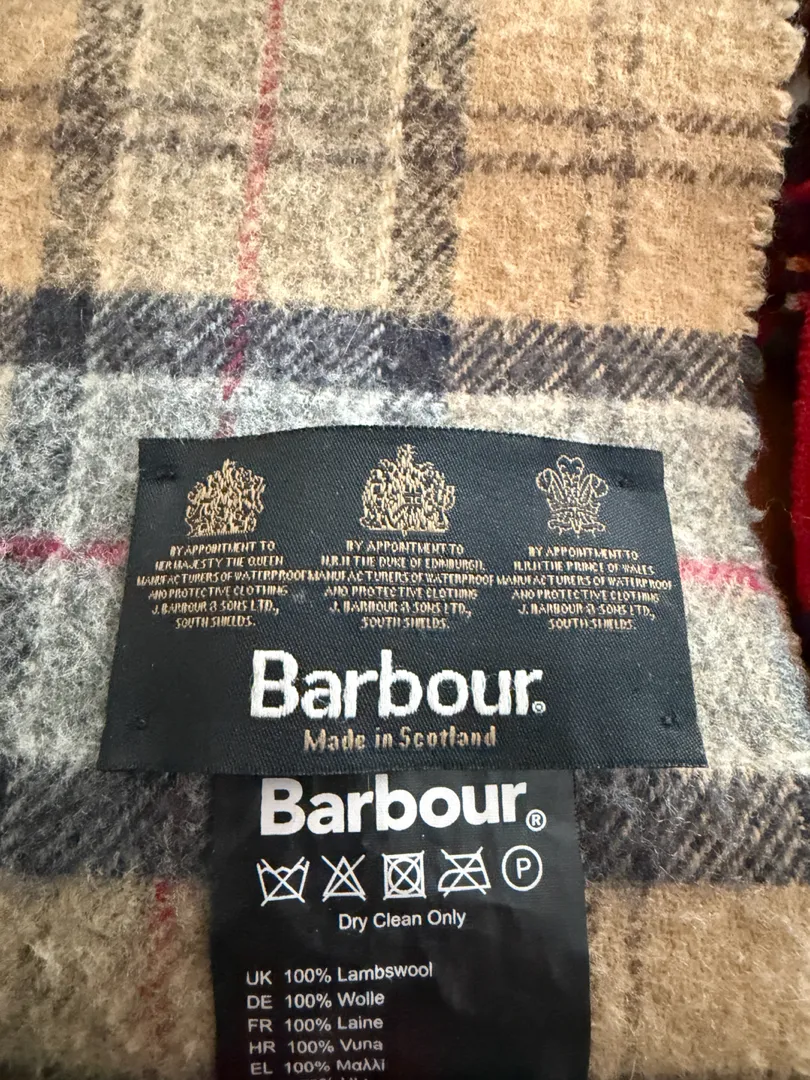 BY APPOINTMENT TO
HER MAJESTY THE QUEEN
MANUFACTURERS OF WATERPROOF
AND PROTECTIVE CLOTHING
J. BARBOUR & SONS LTD.,
SOUTH SHIELDS.
BY APPOINTMENT TO
H.R.H THE DUKE OF EDINBURGH.
MANUFACTURERS OF WATERPROOF
AND PROTECTIVE CLOTHING
J. BARBOUR & SONS LTD.,
SOUTH SHIELDS.
BY APPOINTMENT TO
H.R.H THE PRINCE OF WALES
MANUFACTURERS OF WATERPROOF
AND PROTECTIVE CLOTHING
J. BARBOUR & SONS LTD.,
SOUTH SHIELDS.
Barbour®
Made in Scotland
Barbour®
P
Dry Clean Only
UK 100% Lambswool
DE 100% Wolle
FR 100% Laine
HR 100% Vuna
EL 100% Μαλλί